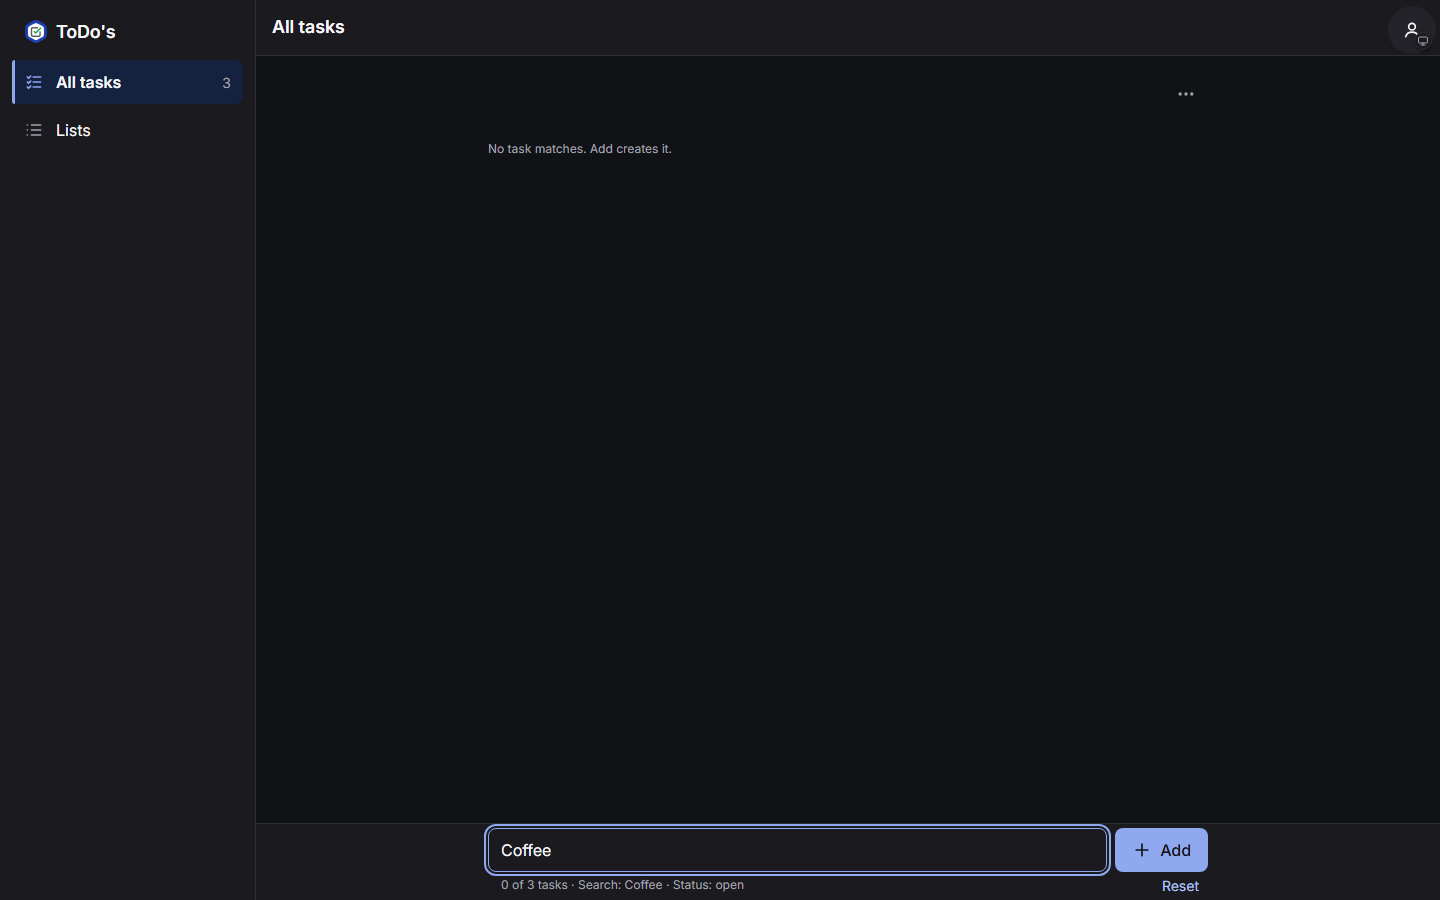 ToDo's
All tasks
All tasks 3
Lists
No task matches. Add creates it.
Coffee
Add
0 of 3 tasks · Search: Coffee · Status: open
Reset